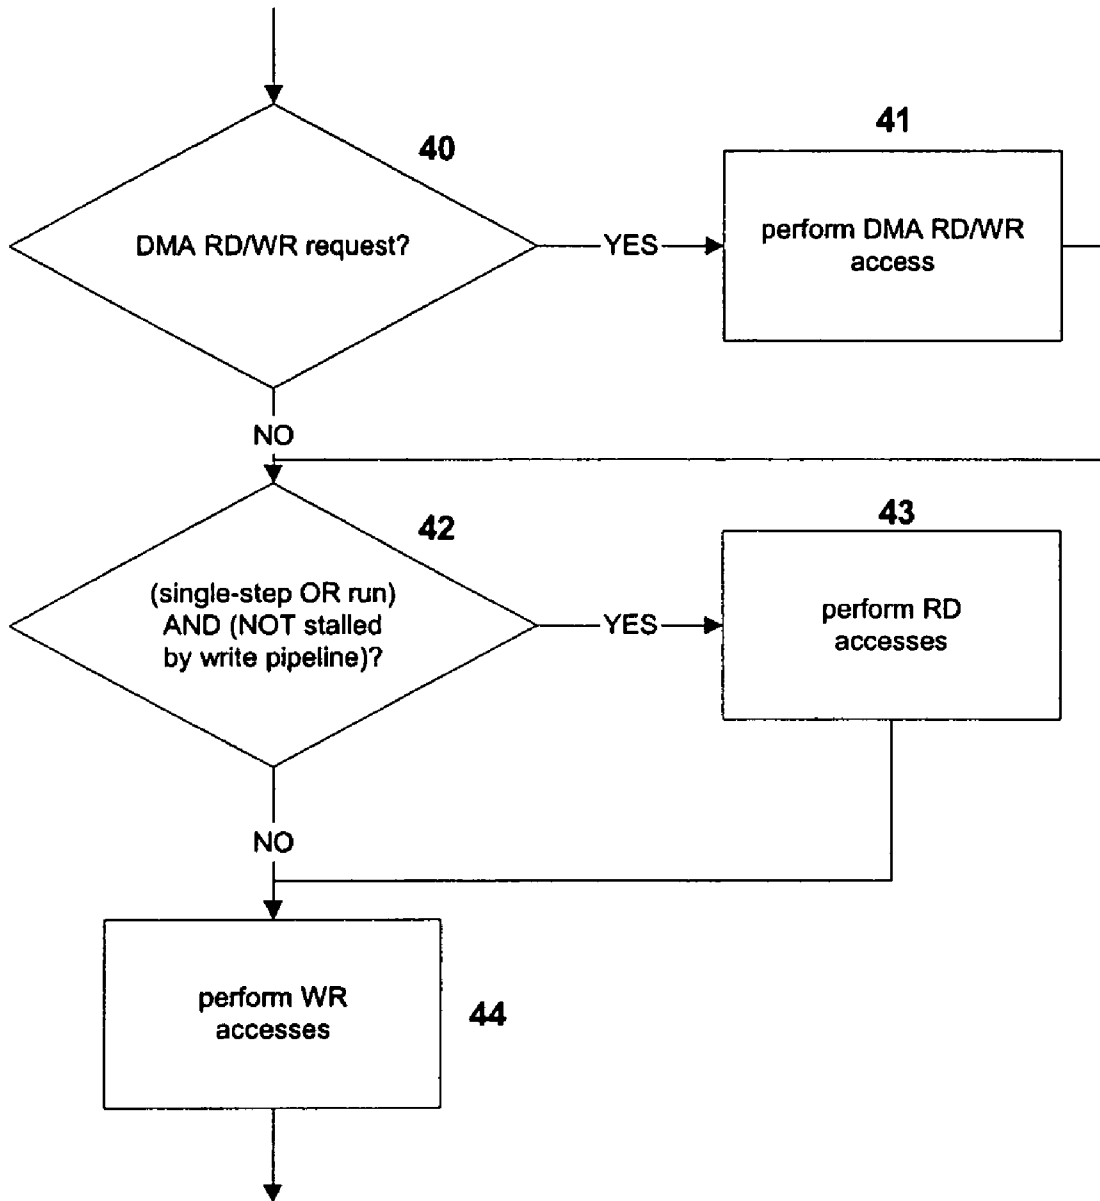 40
DMA RD/WR request?
YES
41
perform DMA RD/WR
access
NO
42
(single-step OR run)
AND (NOT stalled
by write pipeline)?
YES
43
perform RD
accesses
NO
perform WR
accesses
44